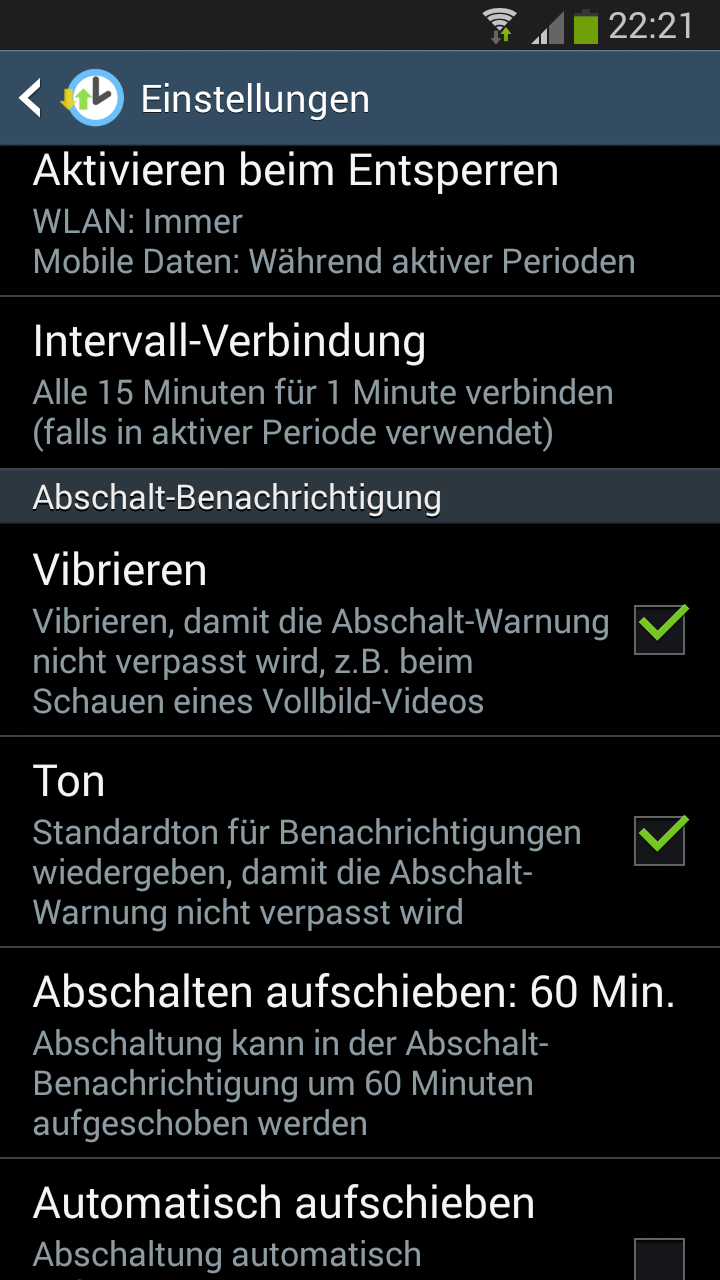 22:21
Einstellungen
Aktivieren beim Entsperren
WLAN: Immer
Mobile Daten: Während aktiver Perioden
Intervall-Verbindung
Alle 15 Minuten für 1 Minute verbinden
(falls in aktiver Periode verwendet)
Abschalt-Benachrichtigung
Vibrieren
Vibrieren, damit die Abschalt-Warnung
nicht verpasst wird, z.B. beim
Schauen eines Vollbild-Videos
Ton
Standardton für Benachrichtigungen
wiedergeben, damit die Abschalt-
Warnung nicht verpasst wird
Abschalten aufschieben: 60 Min.
Abschaltung kann in der Abschalt-
Benachrichtigung um 60 Minuten
aufgeschoben werden
Automatisch aufschieben
Abschaltung automatisch